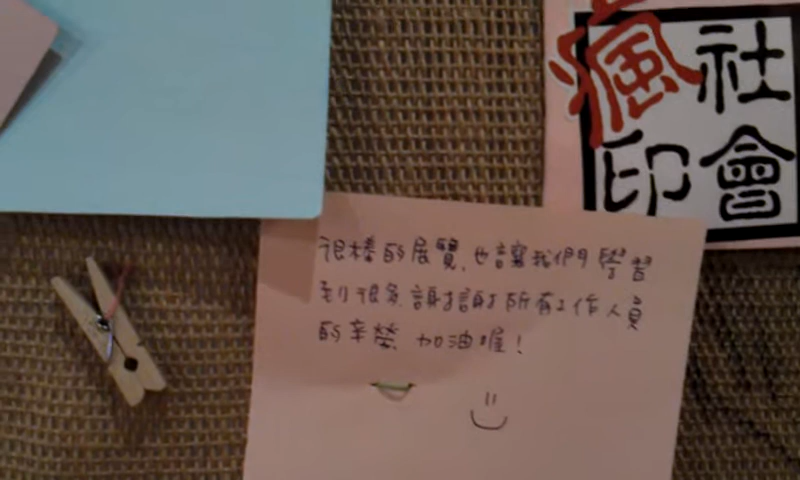 社會
瘋印
很棒的展覽,也讓我們學習
到很多,謝謝所有工作人員
的辛勞,加油喔!